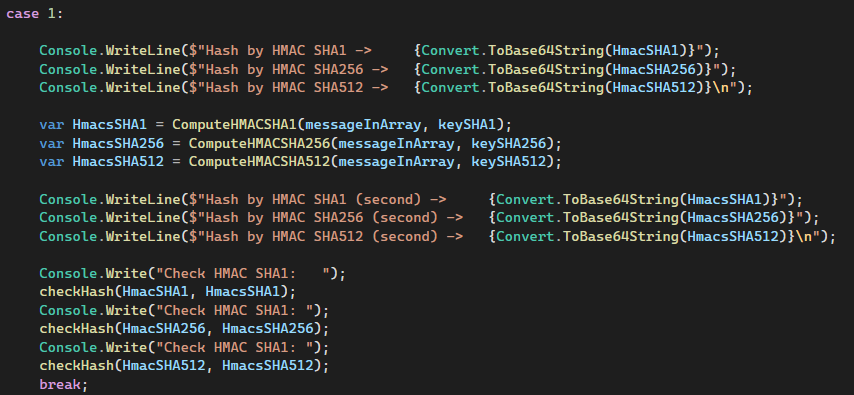 case 1:
Console.WriteLine($"Hash by HMAC SHA1 ->     {Convert.ToBase64String(HmacSHA1)}");
Console.WriteLine($"Hash by HMAC SHA256 ->   {Convert.ToBase64String(HmacSHA256)}");
Console.WriteLine($"Hash by HMAC SHA512 ->   {Convert.ToBase64String(HmacSHA512)}\n");
var HmacsSHA1 = ComputeHMACSHA1(messageInArray, keySHA1);
var HmacsSHA256 = ComputeHMACSHA256(messageInArray, keySHA256);
var HmacsSHA512 = ComputeHMACSHA512(messageInArray, keySHA512);
Console.WriteLine($"Hash by HMAC SHA1 (second) ->     {Convert.ToBase64String(HmacsSHA1)}");
Console.WriteLine($"Hash by HMAC SHA256 (second) ->   {Convert.ToBase64String(HmacsSHA256)}");
Console.WriteLine($"Hash by HMAC SHA512 (second) ->   {Convert.ToBase64String(HmacsSHA512)}\n");
Console.Write("Check HMAC SHA1:   ");
checkHash(HmacSHA1, HmacsSHA1);
Console.Write("Check HMAC SHA1: ");
checkHash(HmacSHA256, HmacsSHA256);
Console.Write("Check HMAC SHA1: ");
checkHash(HmacSHA512, HmacsSHA512);
break;